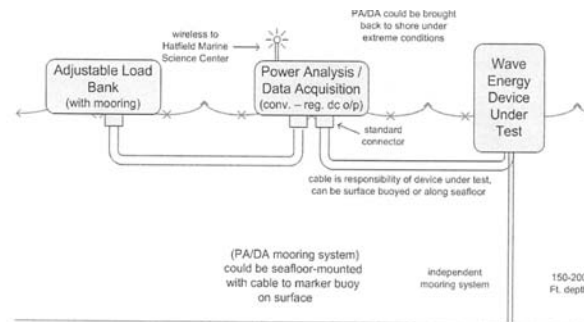 PA/DA could be brought
back to shore under
extreme conditions
wireless to
Hatfield Marine
Science Center
Adjustable Load
Bank
(with mooring)
Power Analysis /
Data Acquisition
(conv. – reg. dc o/p)
Wave
Energy
Device
Under
Test
standard
connector
cable is responsibility of device under test,
can be surface buoyed or along seafloor
(PA/DA mooring system)
could be seafloor-mounted
with cable to marker buoy
on surface
independent
mooring system
Ft. depth